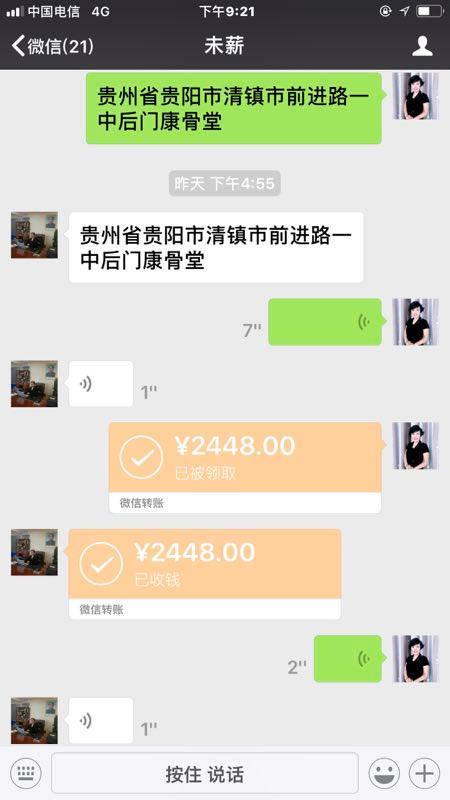 中国电信 4G 下午9:21
微信(21) 未薪
贵州省贵阳市清镇市前进路一
中后门康骨堂
昨天 下午4:55
贵州省贵阳市清镇市前进路一
中后门康骨堂
7"
1"
¥2448.00
已被领取
微信转账
¥2448.00
已收钱
微信转账
2"
1"
按住 说话